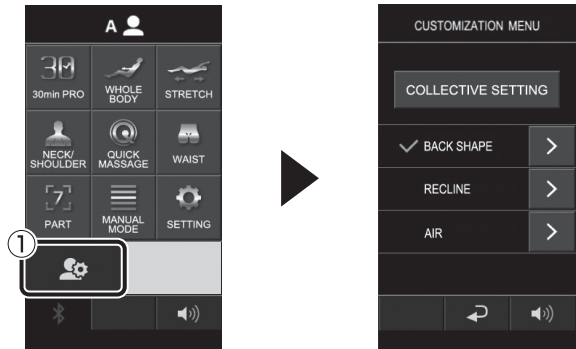 A
30min PRO
WHOLE
BODY
STRETCH
NECK/
SHOULDER
QUICK
MASSAGE
WAIST
7
PART
MANUAL
MODE
SETTING
1
CUSTOMIZATION MENU
COLLECTIVE SETTING
BACK SHAPE
RECLINE
AIR